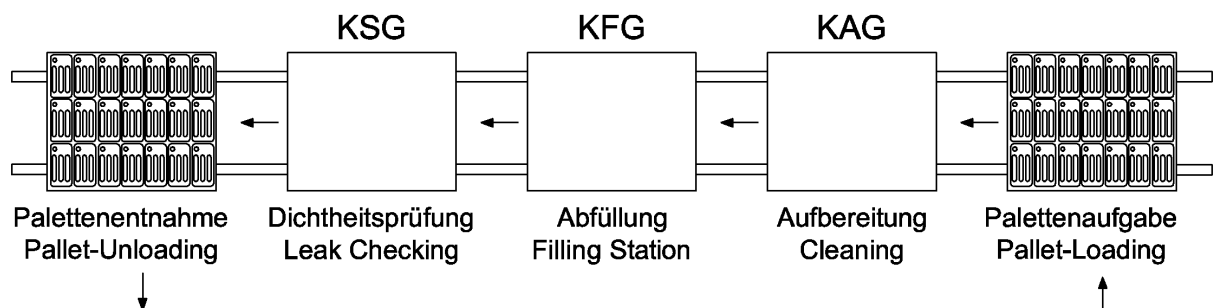 KSG
KFG
KAG
Palettenentnahme
Pallet-Unloading
Dichtheitsprüfung
Leak Checking
Abfüllung
Filling Station
Aufbereitung
Cleaning
Palettenaufgabe
Pallet-Loading